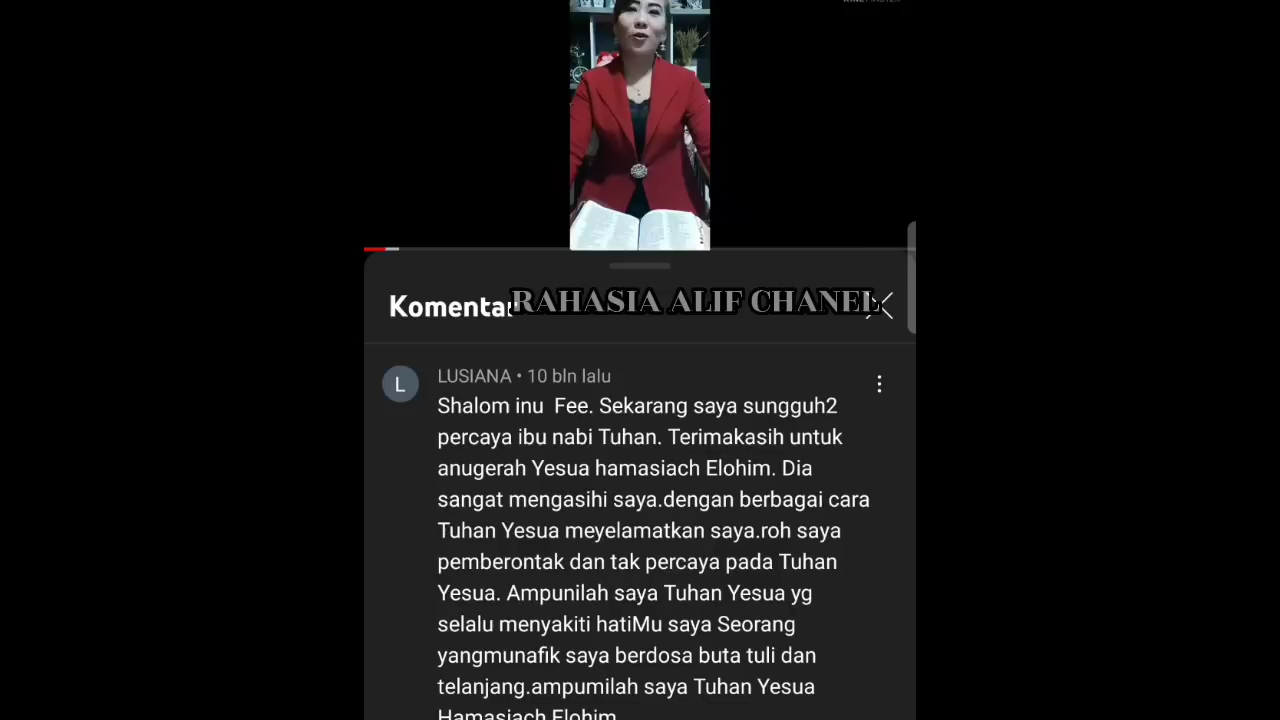 Komentar
RAHASIA ALIF CHANEL
L
LUSIANA • 10 bln lalu
Shalom inu Fee. Sekarang saya sungguh2
percaya ibu nabi Tuhan. Terimakasih untuk
anugerah Yesua hamasiach Elohim. Dia
sangat mengasihi saya.dengan berbagai cara
Tuhan Yesua meyelamatkan saya.roh saya
pemberontak dan tak percaya pada Tuhan
Yesua. Ampunilah saya Tuhan Yesua yg
selalu menyakiti hatiMu saya Seorang
yangmunafik saya berdosa buta tuli dan
telanjang.ampumilah saya Tuhan Yesua
Hamasiach Elohim